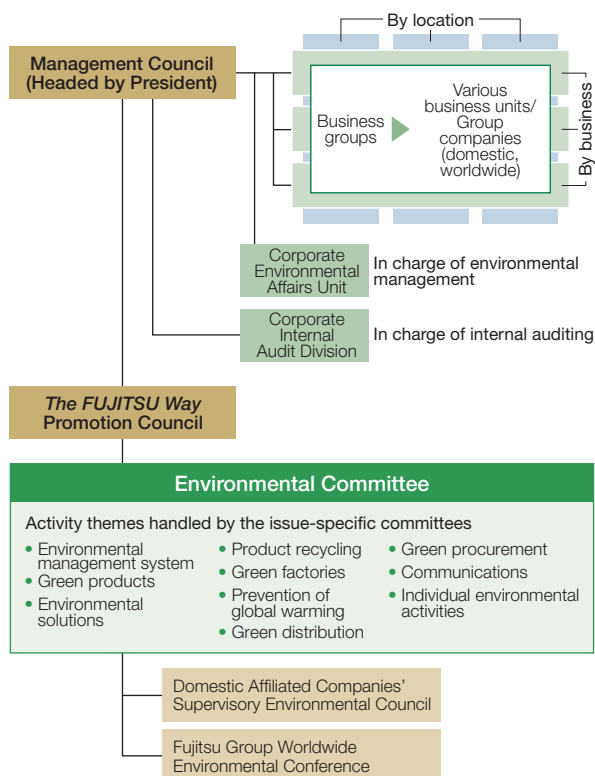 By location
Management Council
(Headed by President)
Business
groups
Various
business units/
Group
companies
(domestic,
worldwide)
By business
Corporate
Environmental
Affairs Unit
In charge of environmental
management
Corporate
Internal
Audit Division
In charge of internal auditing
The FUJITSU Way
Promotion Council
Environmental Committee
Activity themes handled by the issue-specific committees
• Environmental
management system
• Green products
• Environmental
solutions
• Product recycling
• Green factories
• Prevention of
global warming
• Green distribution
• Green procurement
• Communications
• Individual environmental
activities
Domestic Affiliated Companies'
Supervisory Environmental Council
Fujitsu Group Worldwide
Environmental Conference